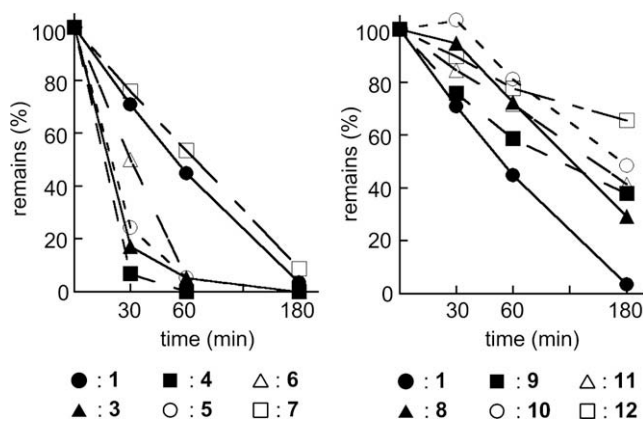 100
80
60
40
20
0
remains (%)
30 60 180
time (min)
● : 1 ■ : 4 △ : 6
▲ : 3 ○ : 5 □ : 7
100
80
60
40
20
0
remains (%)
30 60 180
time (min)
● : 1 ■ : 9 △ : 11
▲ : 8 ○ : 10 □ : 12